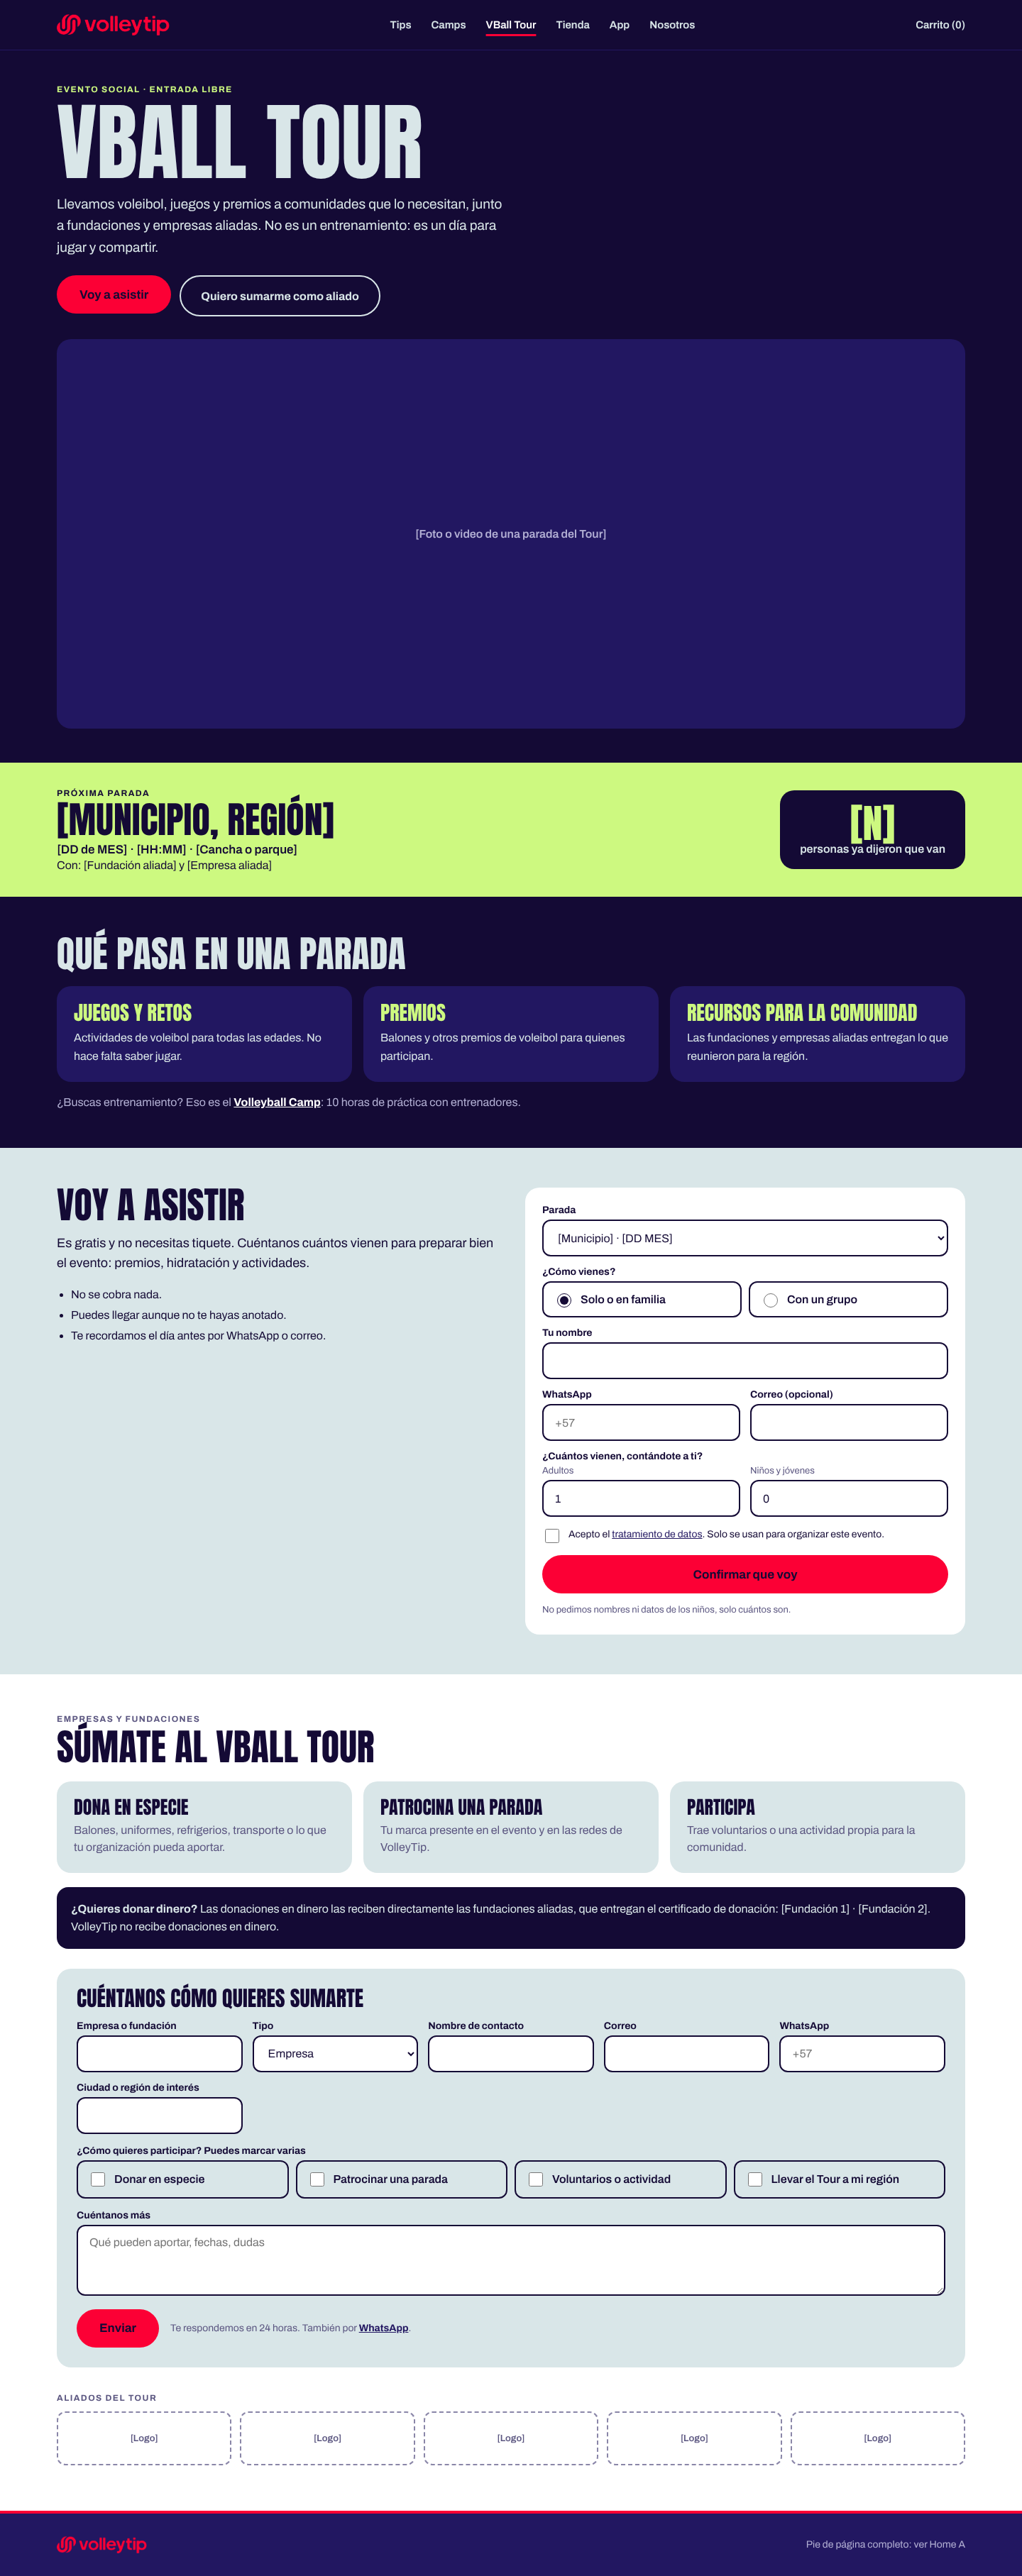 volleytip
Tips Camps VBall Tour Tienda App Nosotros
Carrito (0)
EVENTO SOCIAL · ENTRADA LIBRE
VBALL TOUR
Llevamos voleibol, juegos y premios a comunidades que lo necesitan, junto
a fundaciones y empresas aliadas. No es un entrenamiento: es un día para
jugar y compartir.
Voy a asistir
Quiero sumarme como aliado
[Foto o video de una parada del Tour]
PRÓXIMA PARADA
[MUNICIPIO, REGIÓN]
[DD de MES] · [HH:MM] · [Cancha o parque]
Con: [Fundación aliada] y [Empresa aliada]
[N]
personas ya dijeron que van
QUÉ PASA EN UNA PARADA
JUEGOS Y RETOS
Actividades de voleibol para todas las edades. No
hace falta saber jugar.
PREMIOS
Balones y otros premios de voleibol para quienes
participan.
RECURSOS PARA LA COMUNIDAD
Las fundaciones y empresas aliadas entregan lo que
reunieron para la región.
¿Buscas entrenamiento? Eso es el Volleyball Camp: 10 horas de práctica con entrenadores.
VOY A ASISTIR
Es gratis y no necesitas tiquete. Cuéntanos cuántos vienen para preparar bien
el evento: premios, hidratación y actividades.
• No se cobra nada.
• Puedes llegar aunque no te hayas anotado.
• Te recordamos el día antes por WhatsApp o correo.
Parada
[Municipio] · [DD MES]
¿Cómo vienes?
Solo o en familia
Con un grupo
Tu nombre
WhatsApp
Correo (opcional)
+57
¿Cuántos vienen, contándote a ti?
Adultos
Niños y jóvenes
1
0
Acepto el tratamiento de datos. Solo se usan para organizar este evento.
Confirmar que voy
No pedimos nombres ni datos de los niños, solo cuántos son.
EMPRESAS Y FUNDACIONES
SÚMATE AL VBALL TOUR
DONA EN ESPECIE
Balones, uniformes, refrigerios, transporte o lo que
tu organización pueda aportar.
PATROCINA UNA PARADA
Tu marca presente en el evento y en las redes de
VolleyTip.
PARTICIPA
Trae voluntarios o una actividad propia para la
comunidad.
¿Quieres donar dinero? Las donaciones en dinero las reciben directamente las fundaciones aliadas, que entregan el certificado de donación: [Fundación 1] · [Fundación 2].
VolleyTip no recibe donaciones en dinero.
CUÉNTANOS CÓMO QUIERES SUMARTE
Empresa o fundación
Tipo
Nombre de contacto
Correo
WhatsApp
Empresa
+57
Ciudad o región de interés
¿Cómo quieres participar? Puedes marcar varias
Donar en especie
Patrocinar una parada
Voluntarios o actividad
Llevar el Tour a mi región
Cuéntanos más
Qué pueden aportar, fechas, dudas
Enviar
Te respondemos en 24 horas. También por WhatsApp.
ALIADOS DEL TOUR
[Logo]
[Logo]
[Logo]
[Logo]
[Logo]
volleytip
Pie de página completo: ver Home A